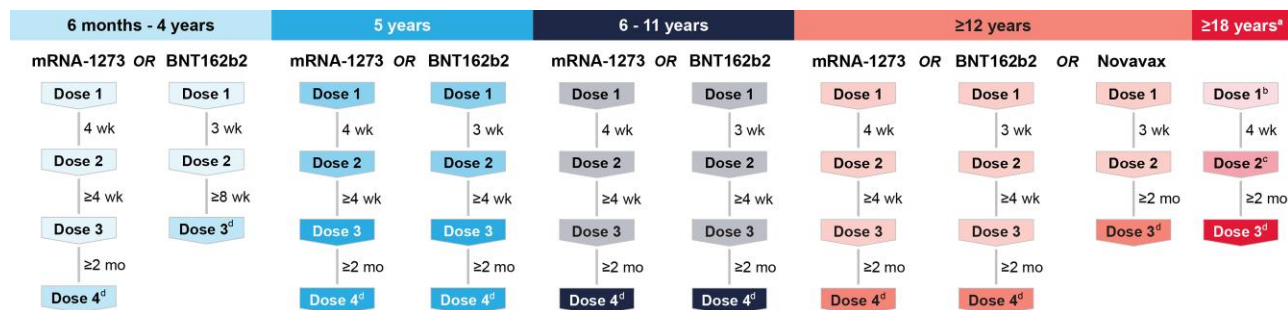 6 months - 4 years 5 years 6 - 11 years ≥12 years ≥18 yearsᵃ
mRNA-1273 OR BNT162b2 mRNA-1273 OR BNT162b2 mRNA-1273 OR BNT162b2 mRNA-1273 OR BNT162b2 OR Novavax
Dose 1 Dose 1 Dose 1 Dose 1 Dose 1 Dose 1 Dose 1 Dose 1 Dose 1 Dose 1ᵇ
4 wk 3 wk 4 wk 3 wk 4 wk 3 wk 4 wk 3 wk 3 wk 4 wk
Dose 2 Dose 2 Dose 2 Dose 2 Dose 2 Dose 2 Dose 2 Dose 2 Dose 2 Dose 2ᶜ
≥4 wk ≥8 wk ≥4 wk ≥4 wk ≥4 wk ≥4 wk ≥4 wk ≥4 wk ≥2 mo ≥2 mo
Dose 3 Dose 3ᵈ Dose 3 Dose 3 Dose 3 Dose 3 Dose 3 Dose 3 Dose 3ᵈ Dose 3ᵈ
≥2 mo ≥2 mo ≥2 mo ≥2 mo ≥2 mo ≥2 mo ≥2 mo
Dose 4ᵈ Dose 4ᵈ Dose 4ᵈ Dose 4ᵈ Dose 4ᵈ Dose 4ᵈ Dose 4ᵈ